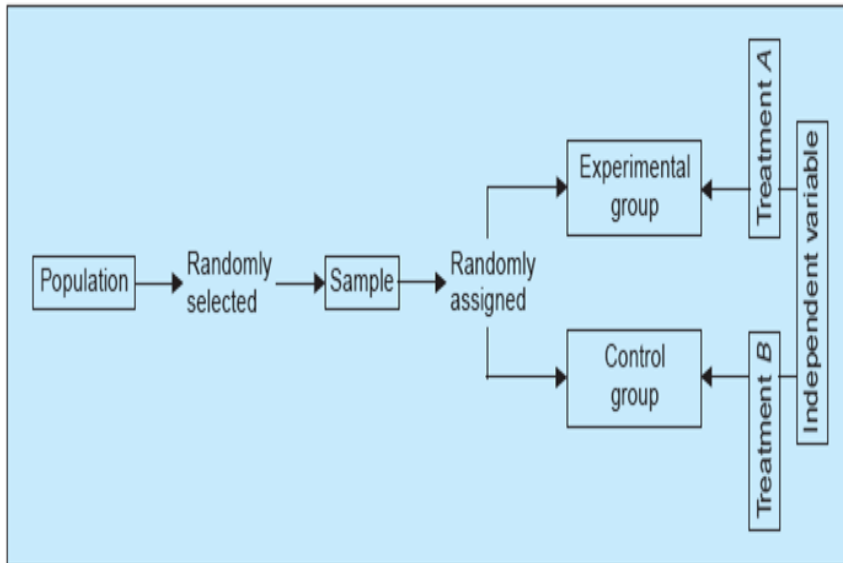 Population
Randomly
selected
Sample
Randomly
assigned
Experimental
group
Control
group
Treatment A
Treatment B
Independent variable